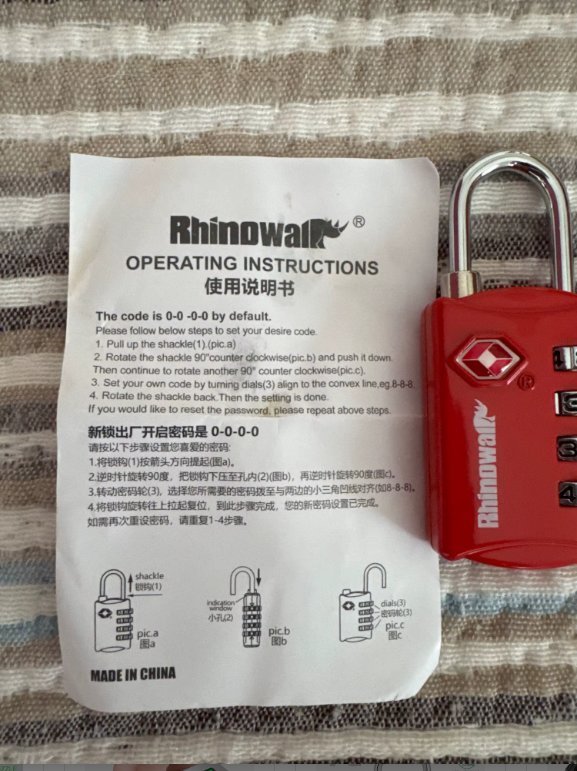 Rhinowalk®
OPERATING INSTRUCTIONS
使用说明书
The code is 0-0 -0-0 by default.
Please follow below steps to set your desire code.
1. Pull up the shackle(1).(pic.a)
2. Rotate the shackle 90°counter clockwise(pic.b) and push it down.
Then continue to rotate another 90° counter clockwise(pic.c).
3. Set your own code by turning dials(3) align to the convex line,eg.8-8-8.
4. Rotate the shackle back.Then the setting is done.
If you would like to reset the password, please repeat above steps.
新锁出厂开启密码是 0-0-0-0
请按以下步骤设置您喜爱的密码:
1.将锁钩(1)按箭头方向提起(图a)。
2.逆时针旋转90度，把锁钩下压至孔内(2)(图b)，再逆时针旋转90度(图c)。
3.转动密码轮(3)，选择您所需要的密码拨至与两边的小三角凹线对齐(如8-8-8)。
4.将锁钩旋转往上拉起复位，到此步骤完成，您的新密码设置己完成。
如需再次重设密码，请重复1-4步骤。
shackle
锁钩(1)
pic.a
图a
indication
window
小孔(2)
pic.b
图b
dials(3)
密码轮(3)
pic.c
图c
MADE IN CHINA
Rhinowalk
®
3
4